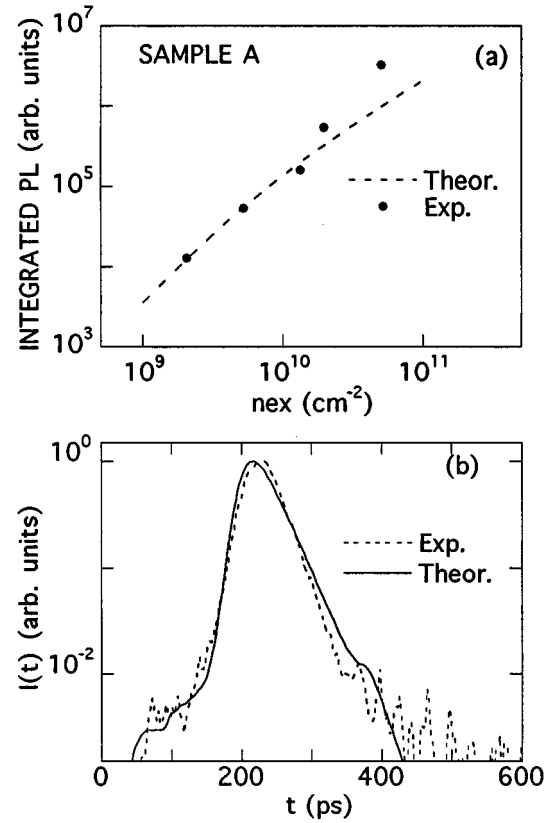 INTEGRATED PL (arb. units)
10^7
10^5
10^3
SAMPLE A
(a)
Theor.
Exp.
10^9
10^10
10^11
nex (cm^-2)
I(t) (arb. units)
10^0
10^-2
(b)
Exp.
Theor.
0
200
400
600
t (ps)